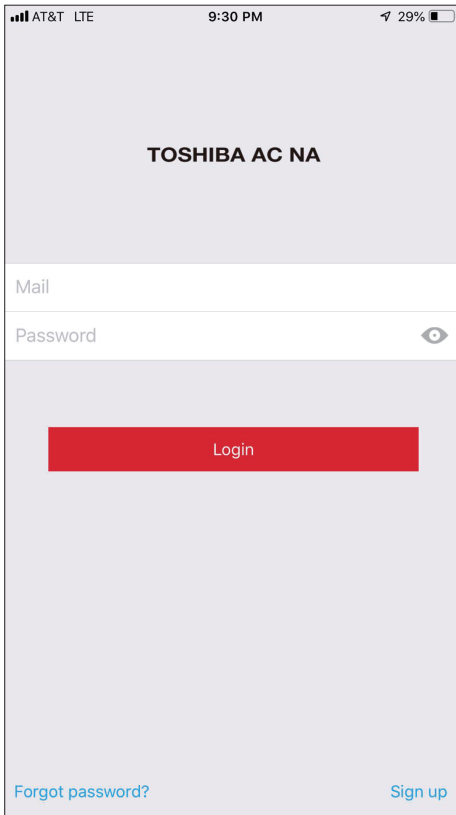 AT&T LTE 9:30 PM 29%
TOSHIBA AC NA
Mail
Password
Login
Forgot password? Sign up